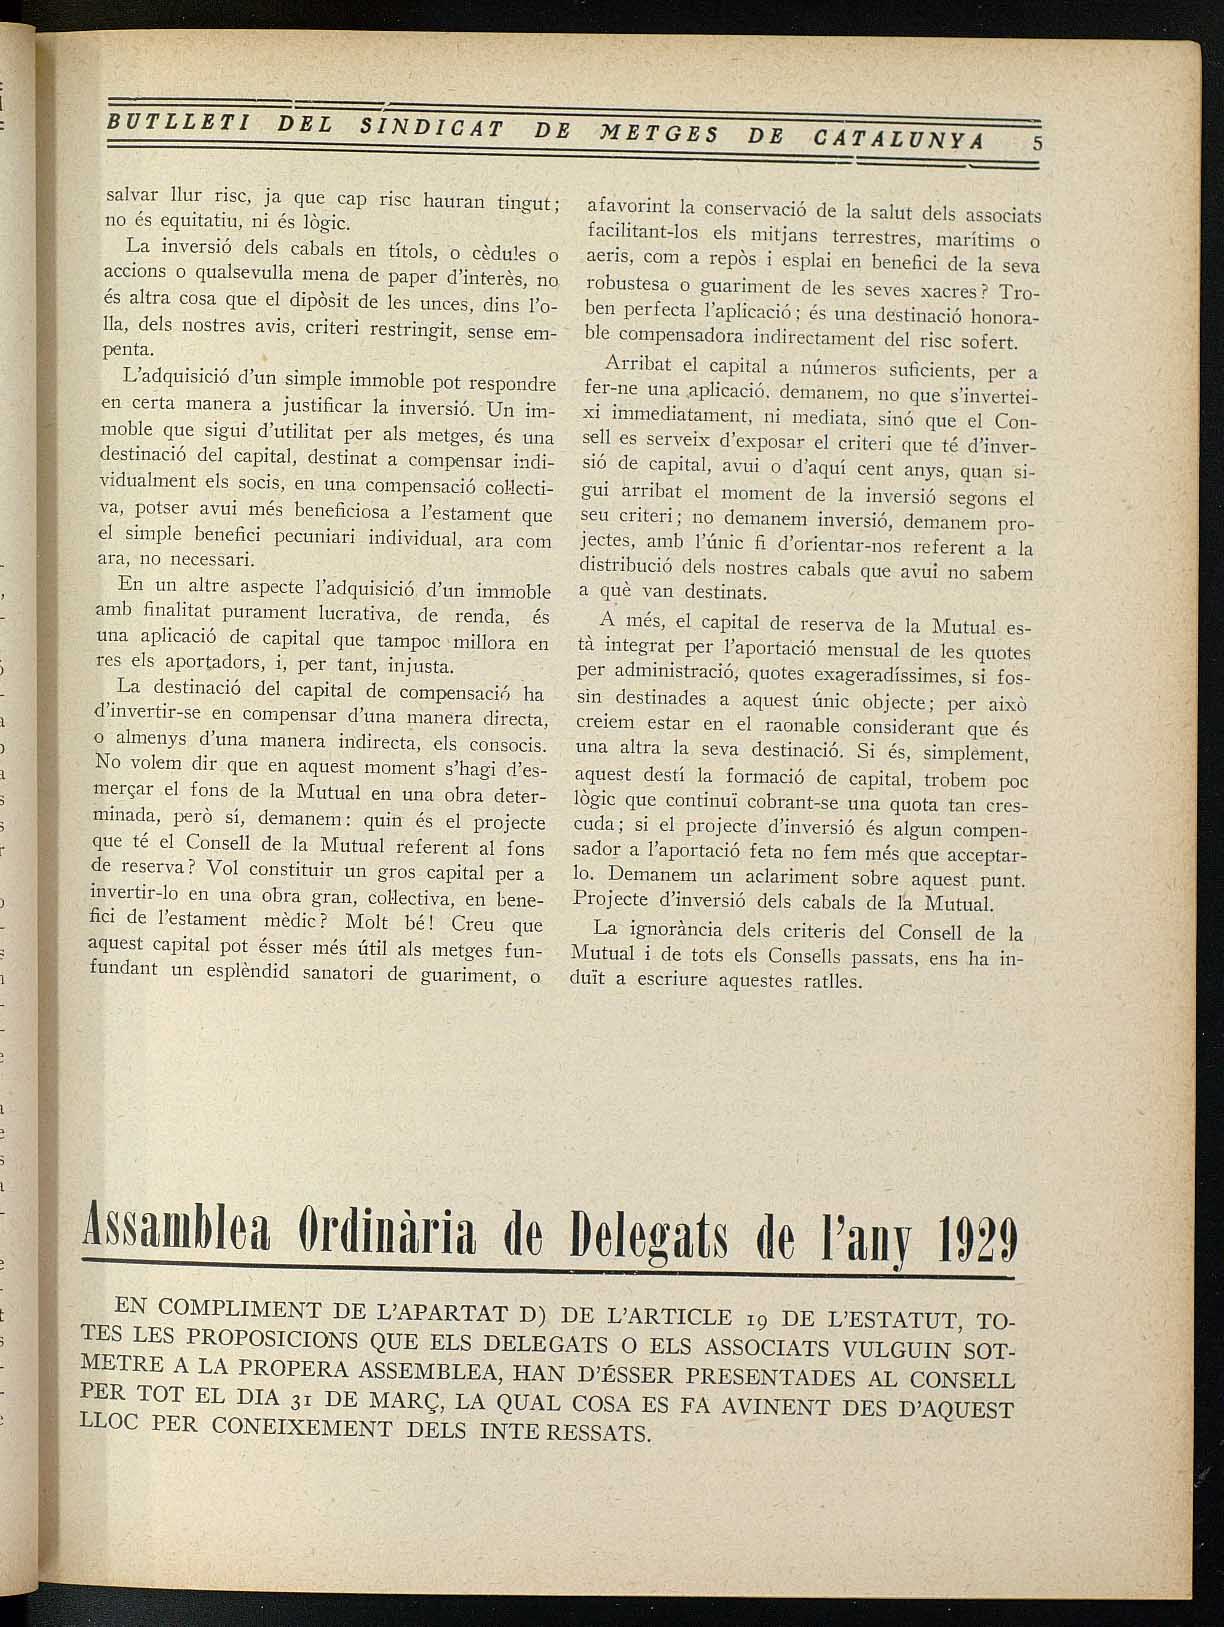 BUTLLETI DEL SINDICAT DE METGES DE CATALUNYA 5
salvar llur risc, ja que cap risc hauran tingut;
no és equitatiu, ni és lògic.
La inversió dels cabals en títols, o cèdules o
accions o qualsevulla mena de paper d'interès, no
és altra cosa que el dipòsit de les unces, dins l'o-
lla, dels nostres avis, criteri restringit, sense em-
penta.
L'adquisició d'un simple immoble pot respondre
en certa manera a justificar la inversió. Un im-
moble que sigui d'utilitat per als metges, és una
destinació del capital, destinat a compensar indi-
vidualment els socis, en una compensació col·lecti-
va, potser avui més beneficiosa a l'estament que
el simple benefici pecuniari individual, ara com
ara, no necessari.
En un altre aspecte l'adquisició d'un immoble
amb finalitat purament lucrativa, de renda, és
una aplicació de capital que tampoc millora en
res els aportadors, i, per tant, injusta.
La destinació del capital de compensació ha
d'invertir-se en compensar d'una manera directa,
o almenys d'una manera indirecta, els consocis.
No volem dir que en aquest moment s'hagi d'es-
merçar el fons de la Mutual en una obra deter-
minada, però sí, demanem: quin és el projecte
que té el Consell de la Mutual referent al fons
de reserva? Vol constituir un gros capital per a
invertir-lo en una obra gran, col·lectiva, en bene-
fici de l'estament mèdic? Molt bé! Creu que
aquest capital pot ésser més útil als metges fun-
fundant un esplèndid sanatori de guariment, o
afavorint la conservació de la salut dels associats
facilitant-los els mitjans terrestres, marítims o
aeris, com a repòs i esplai en benefici de la seva
robustesa o guariment de les seves xacres? Tro-
ben perfecta l'aplicació; és una destinació honora-
ble compensadora indirectament del risc sofert.
Arribat el capital a números suficients, per a
fer-ne una aplicació, demanem, no que s'invertei-
xi immediatament, ni mediata, sinó que el Con-
sell es serveix d'exposar el criteri que té d'inver-
sió de capital, avui o d'aquí cent anys, quan si-
gui arribat el moment de la inversió segons el
seu criteri; no demanem inversió, demanem pro-
jectes, amb l'únic fi d'orientar-nos referent a la
distribució dels nostres cabals que avui no sabem
a què van destinats.
A més, el capital de reserva de la Mutual es-
tà integrat per l'aportació mensual de les quotes
per administració, quotes exageradíssimes, si fos-
sin destinades a aquest únic objecte; per això
creiem estar en el raonable considerant que és
una altra la seva destinació. Si és, simplement,
aquest destí la formació de capital, trobem poc
lògic que continuï cobrant-se una quota tan cres-
cuda; si el projecte d'inversió és algun compen-
sador a l'aportació feta no fem més que acceptar-
lo. Demanem un aclariment sobre aquest punt.
Projecte d'inversió dels cabals de la Mutual.
La ignorància dels criteris del Consell de la
Mutual i de tots els Consells passats, ens ha in-
duït a escriure aquestes ratlles.
Assamblea Ordinària de Delegats de l'any 1929
EN COMPLIMENT DE L'APARTAT D) DE L'ARTICLE 19 DE L'ESTATUT, TO-
TES LES PROPOSICIONS QUE ELS DELEGATS O ELS ASSOCIATS VULGUIN SOT-
METRE A LA PROPERA ASSEMBLEA, HAN D'ÉSSER PRESENTADES AL CONSELL
PER TOT EL DIA 31 DE MARÇ, LA QUAL COSA ES FA AVINENT DES D'AQUEST
LLOC PER CONEIXEMENT DELS INTERESSATS.